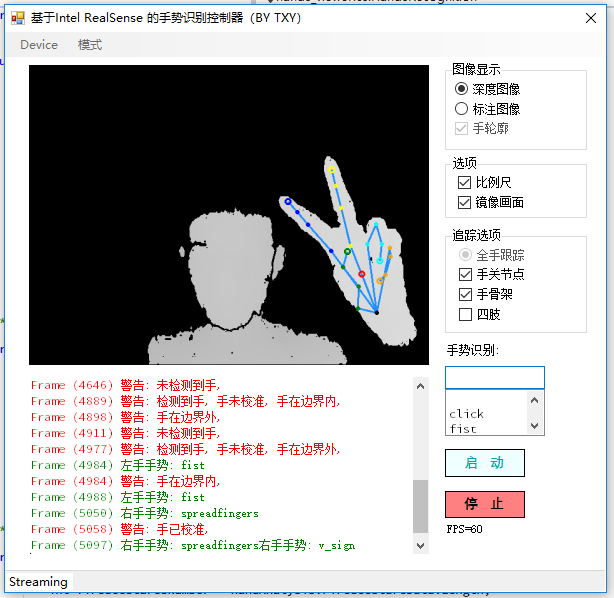 基于Intel RealSense 的手势识别控制器（BY TXY）
Device 模式
图像显示
深度图像
标注图像
手轮廓
选项
比例尺
镜像画面
追踪选项
全手跟踪
手关节点
手骨架
四肢
手势识别:
click
fist
启 动
停 止
FPS=60
Frame (4646) 警告: 未检测到手,
Frame (4889) 警告: 检测到手, 手未校准, 手在边界内,
Frame (4898) 警告: 手在边界外,
Frame (4911) 警告: 未检测到手,
Frame (4977) 警告: 检测到手, 手未校准, 手在边界外,
Frame (4984) 左手手势: fist
Frame (4984) 警告: 手在边界内,
Frame (4988) 左手手势: fist
Frame (5050) 右手手势: spreadfingers
Frame (5058) 警告: 手已校准,
Frame (5097) 右手手势: spreadfingers右手手势: v_sign
Streaming